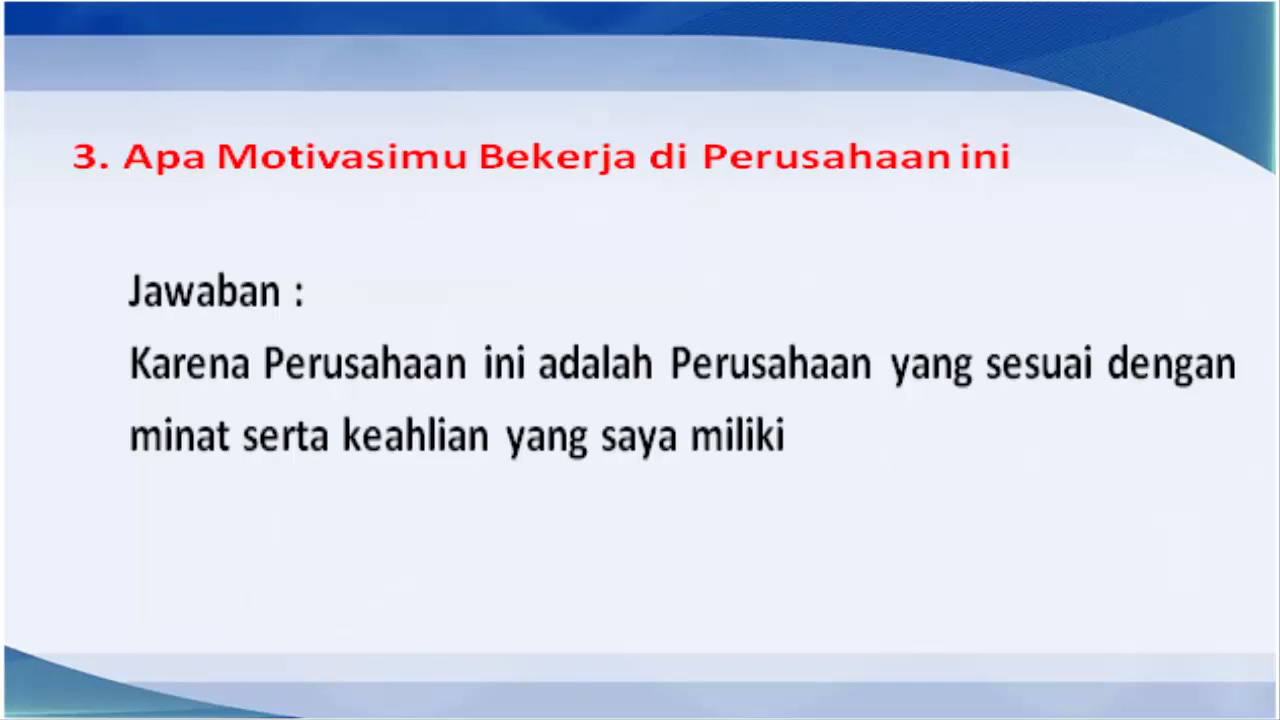 3. Apa Motivasimu Bekerja di Perusahaan ini
Jawaban :
Karena Perusahaan ini adalah Perusahaan yang sesuai dengan
minat serta keahlian yang saya miliki